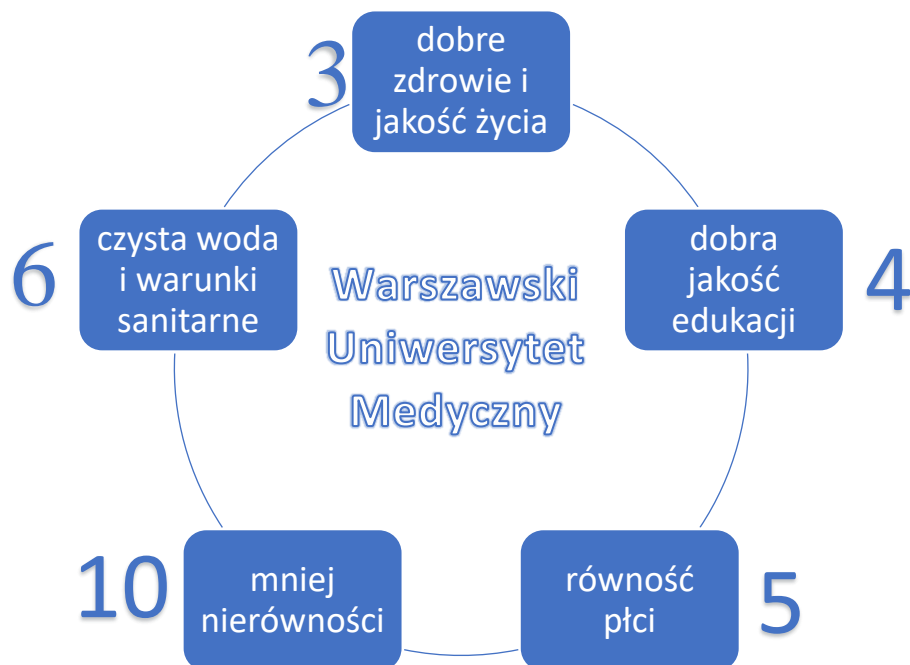 3
dobre
zdrowie i
jakość życia
4
dobra
jakość
edukacji
5
równość
płci
10
mniej
nierówności
6
czysta woda
i warunki
sanitarne
Warszawski
Uniwersytet
Medyczny